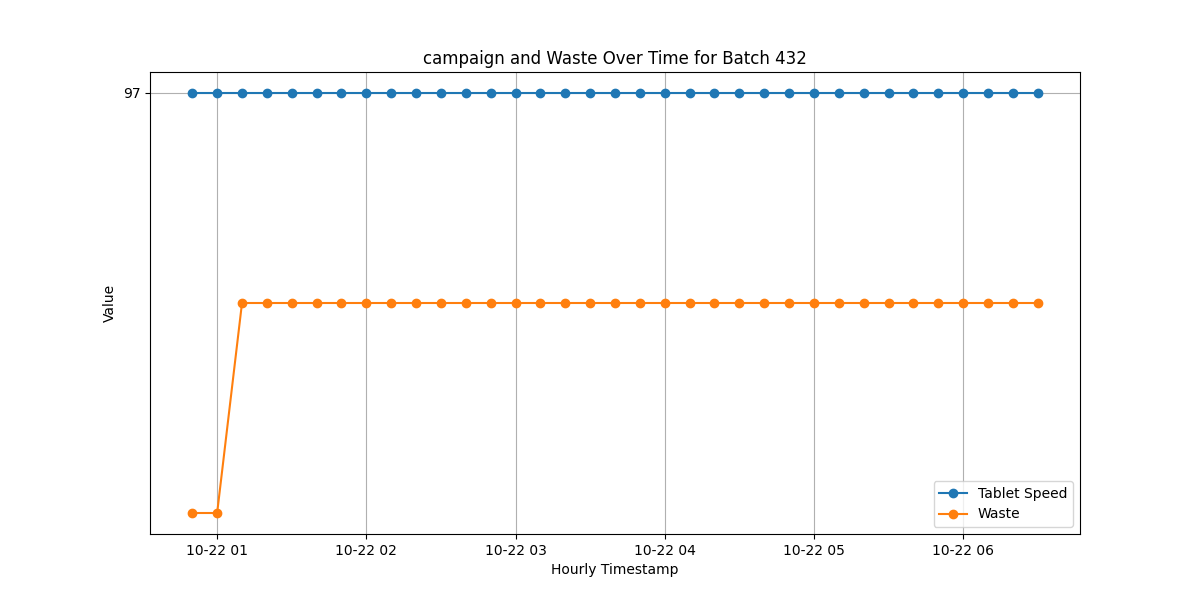 campaign and Waste Over Time for Batch 432
97
Value
Tablet Speed
Waste
10-22 01 10-22 02 10-22 03 10-22 04 10-22 05 10-22 06
Hourly Timestamp